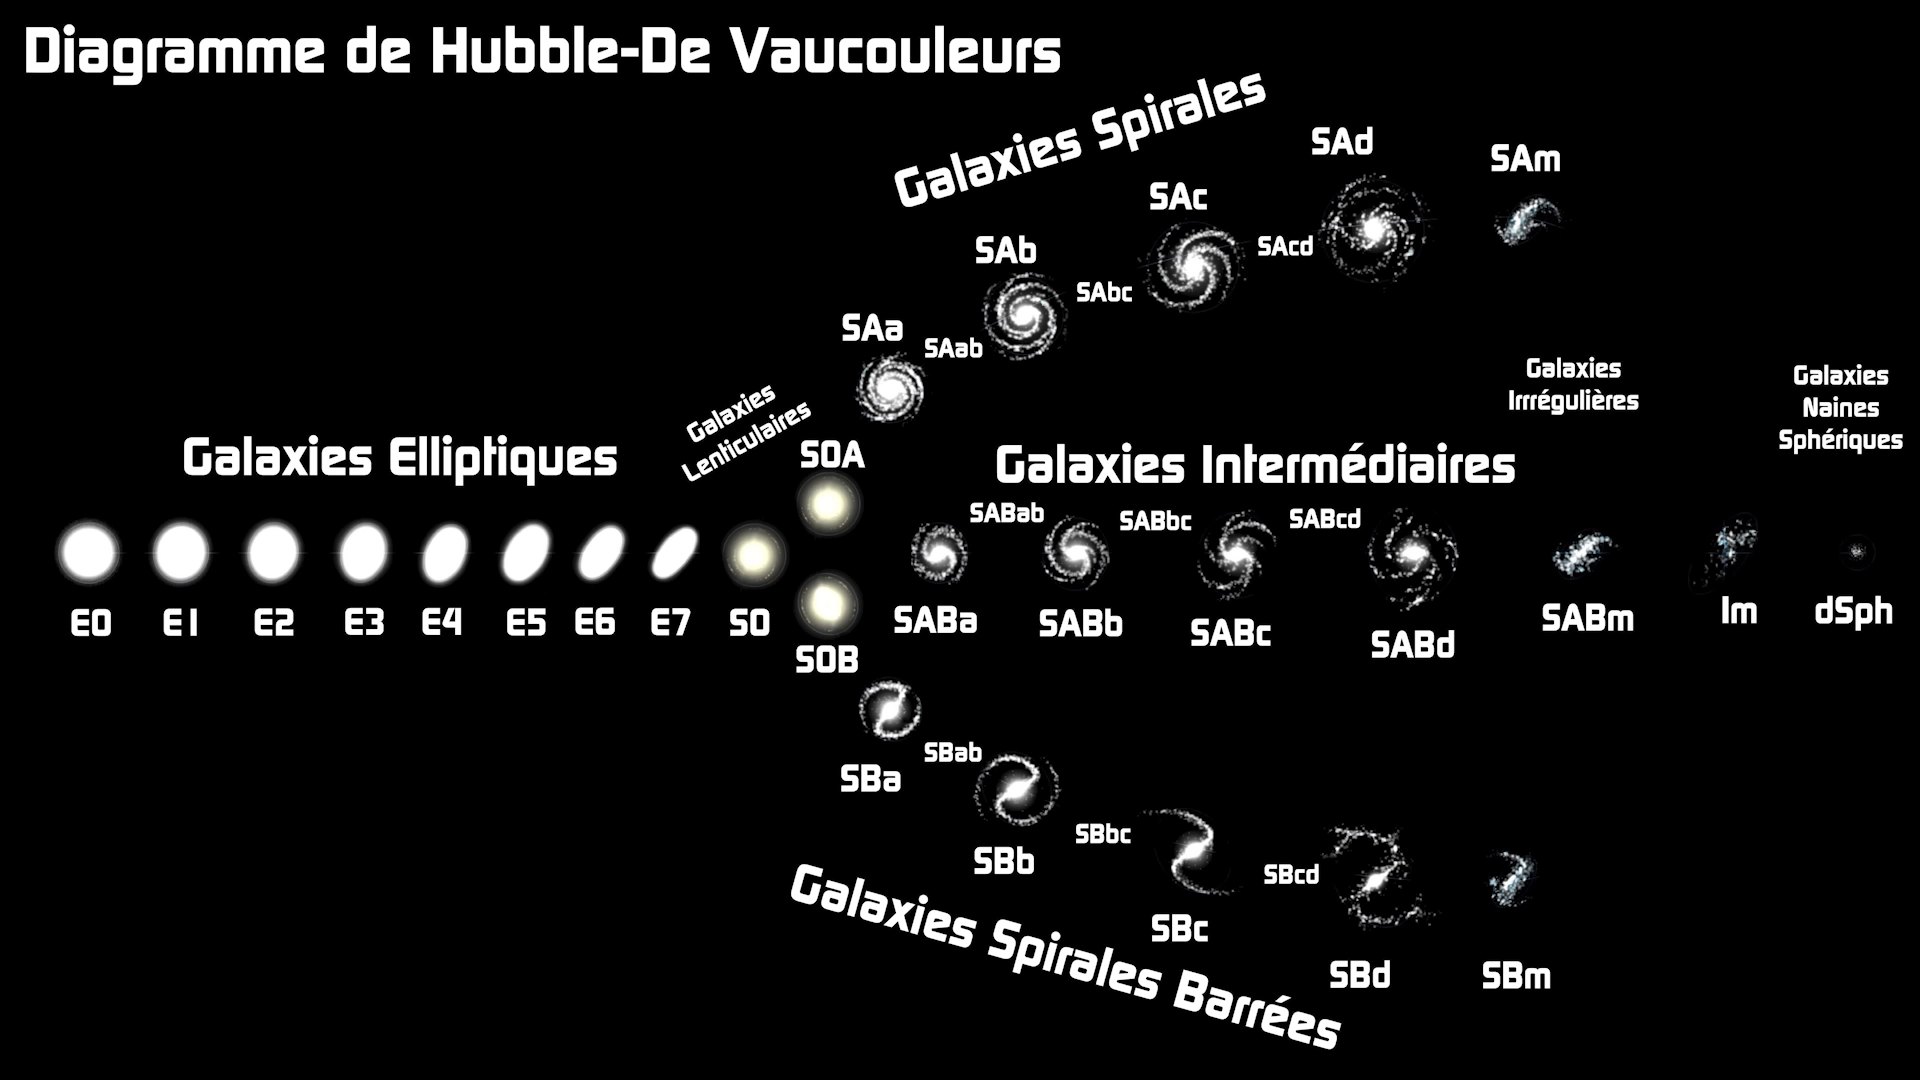 Diagramme de Hubble-De Vaucouleurs
Galaxies Spirales
SAd
SAm
SAc
SAcd
SAb
SAbc
SAa
SAab
Galaxies
Irrrégulières
Galaxies
Naines
Sphériques
Galaxies
Lenticulaires
Galaxies Elliptiques
S0A
Galaxies Intermédiaires
SABab
SABbc
SABcd
E0
E1
E2
E3
E4
E5
E6
E7
S0
SABa
SABb
SABc
SABd
SABm
Im
dSph
S0B
SBa
SBab
SBb
SBbc
SBc
SBcd
SBd
SBm
Galaxies Spirales Barrées